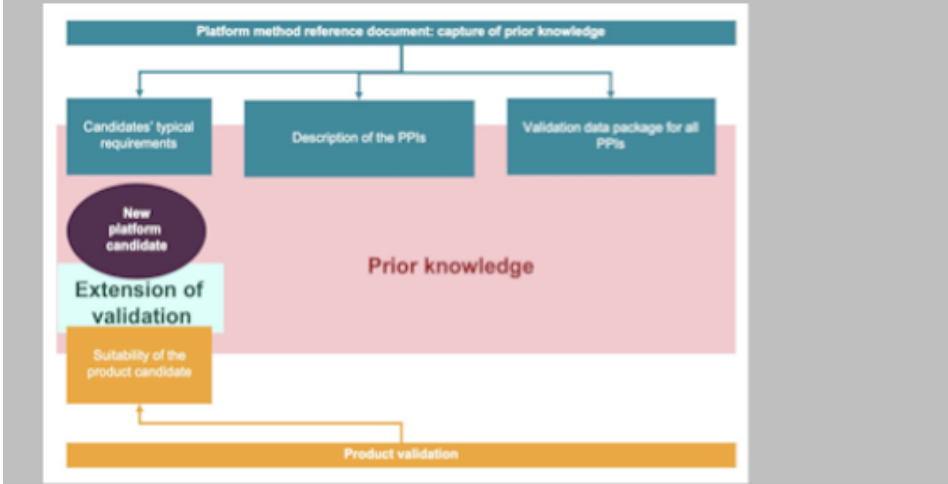 Platform method reference document: capture of prior knowledge
Candidates' typical
requirements
Description of the PPIs
Validation data package for all
PPIs
New
platform
candidate
Prior knowledge
Extension of
validation
Suitability of the
product candidate
Product validation